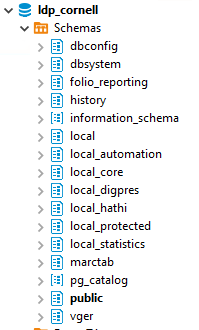 ldp_cornell
Schemas
dbconfig
dbsystem
folio_reporting
history
information_schema
local
local_automation
local_core
local_digpres
local_hathi
local_protected
local_statistics
marctab
pg_catalog
public
vger